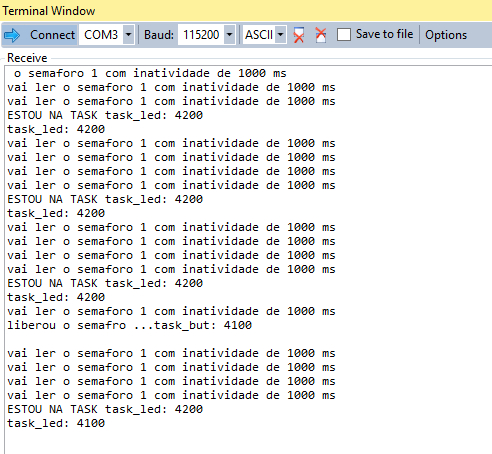 Terminal Window
Connect COM3 Baud: 115200 ASCII Save to file Options
Receive
o semaforo 1 com inatividade de 1000 ms
vai ler o semaforo 1 com inatividade de 1000 ms
vai ler o semaforo 1 com inatividade de 1000 ms
ESTOU NA TASK task_led: 4200
task_led: 4200
vai ler o semaforo 1 com inatividade de 1000 ms
vai ler o semaforo 1 com inatividade de 1000 ms
vai ler o semaforo 1 com inatividade de 1000 ms
vai ler o semaforo 1 com inatividade de 1000 ms
ESTOU NA TASK task_led: 4200
task_led: 4200
vai ler o semaforo 1 com inatividade de 1000 ms
vai ler o semaforo 1 com inatividade de 1000 ms
vai ler o semaforo 1 com inatividade de 1000 ms
vai ler o semaforo 1 com inatividade de 1000 ms
ESTOU NA TASK task_led: 4200
task_led: 4200
vai ler o semaforo 1 com inatividade de 1000 ms
liberou o semafro ...task_but: 4100
vai ler o semaforo 1 com inatividade de 1000 ms
vai ler o semaforo 1 com inatividade de 1000 ms
vai ler o semaforo 1 com inatividade de 1000 ms
vai ler o semaforo 1 com inatividade de 1000 ms
ESTOU NA TASK task_led: 4200
task_led: 4100